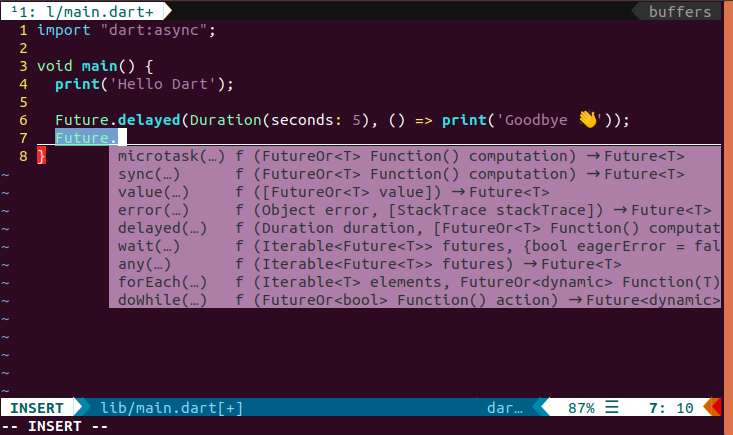 ¹1: l/main.dart+ buffers
1 import "dart:async";
2
3 void main() {
4 print('Hello Dart');
5
6 Future.delayed(Duration(seconds: 5), () => print('Goodbye 👋'));
7 Future.
8 }
microtask(…) f (FutureOr<T> Function() computation) → Future<T>
sync(…) f (FutureOr<T> Function() computation) → Future<T>
value(…) f ([FutureOr<T> value]) → Future<T>
error(…) f (Object error, [StackTrace stackTrace]) → Future<T>
delayed(…) f (Duration duration, [FutureOr<T> Function() computat
wait(…) f (Iterable<Future<T>> futures, {bool eagerError = fal
any(…) f (Iterable<Future<T>> futures) → Future<T>
forEach(…) f (Iterable<T> elements, FutureOr<dynamic> Function(T)
doWhile(…) f (FutureOr<bool> Function() action) → Future<dynamic>
~
~
~
~
~
~
~
~
~
~
~
~
~
INSERT lib/main.dart[+] dar… 87% ☰ 7: 10
-- INSERT --